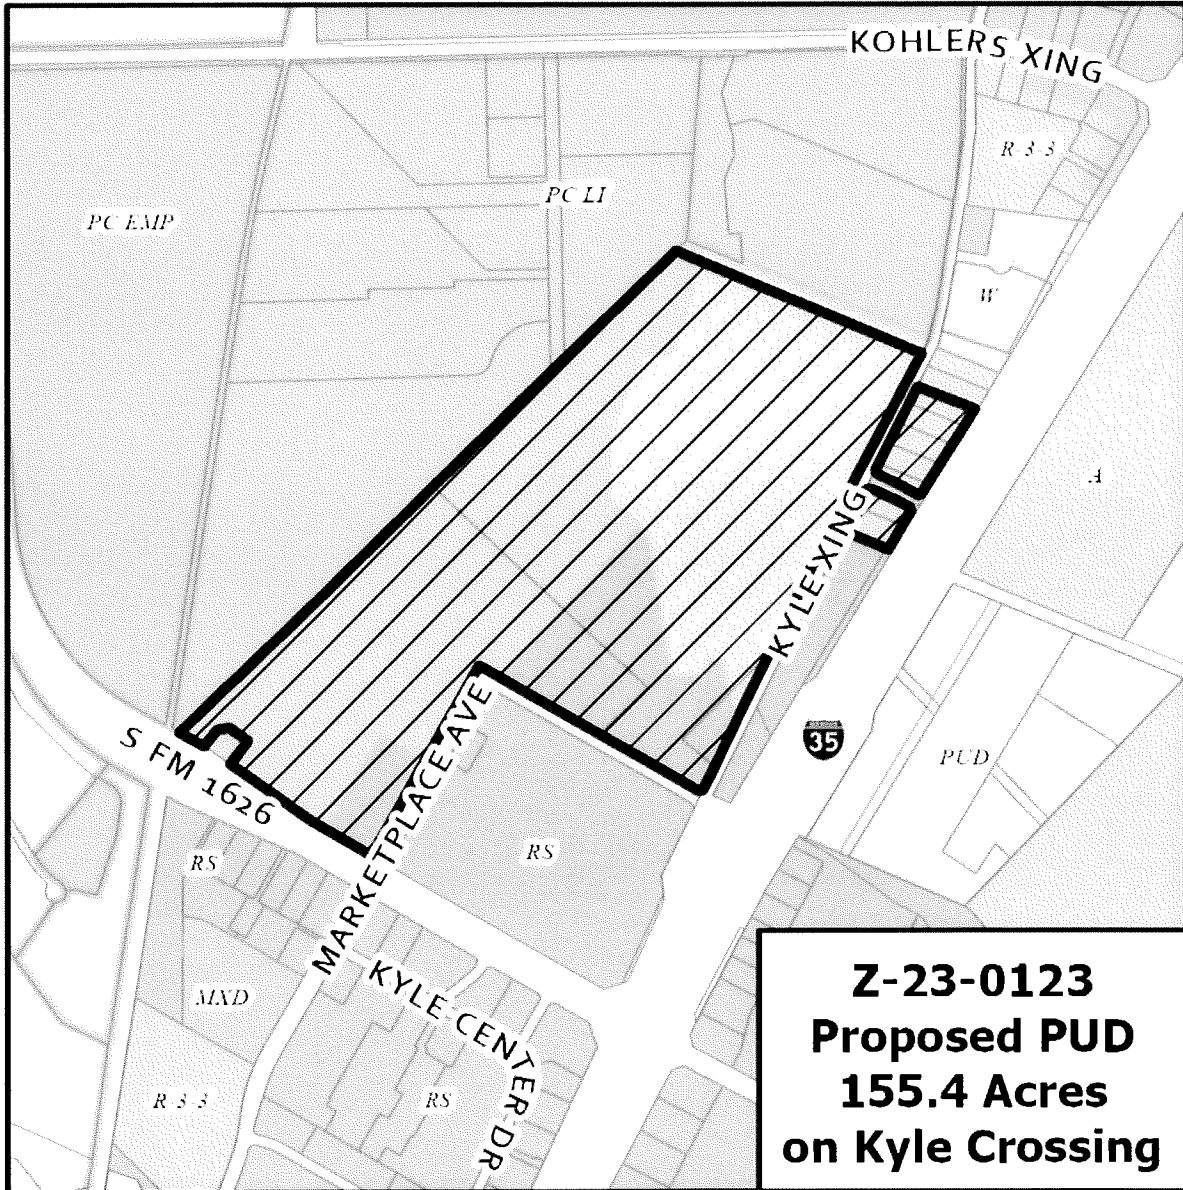 KOHLERS XING
R-3-3
PC EMP
PC LI
W
A
KYLE XING
S FM 1626
MARKETPLACE AVE
35
PUD
RS
RS
MXD
KYLE CENTER DR
R-3-3
RS
Z-23-0123
Proposed PUD
155.4 Acres
on Kyle Crossing